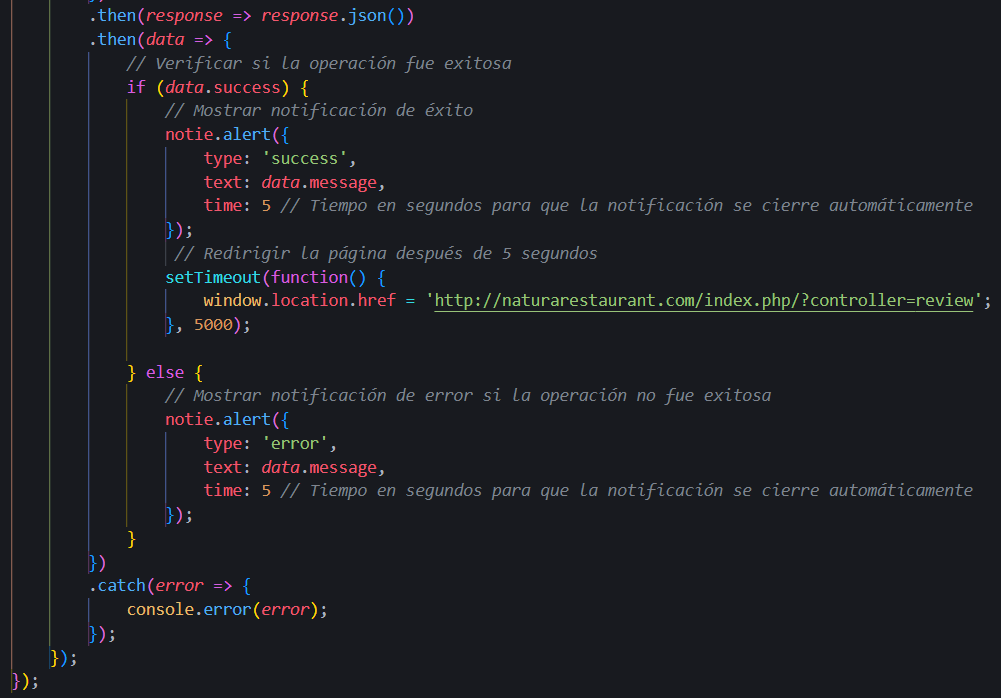 .then(response => response.json())
.then(data => {
// Verificar si la operación fue exitosa
if (data.success) {
// Mostrar notificación de éxito
notie.alert({
type: 'success',
text: data.message,
time: 5 // Tiempo en segundos para que la notificación se cierre automáticamente
});
// Redirigir la página después de 5 segundos
setTimeout(function() {
window.location.href = 'http://naturarestaurant.com/index.php/?controller=review';
}, 5000);
} else {
// Mostrar notificación de error si la operación no fue exitosa
notie.alert({
type: 'error',
text: data.message,
time: 5 // Tiempo en segundos para que la notificación se cierre automáticamente
});
}
})
.catch(error => {
console.error(error);
});
});
});